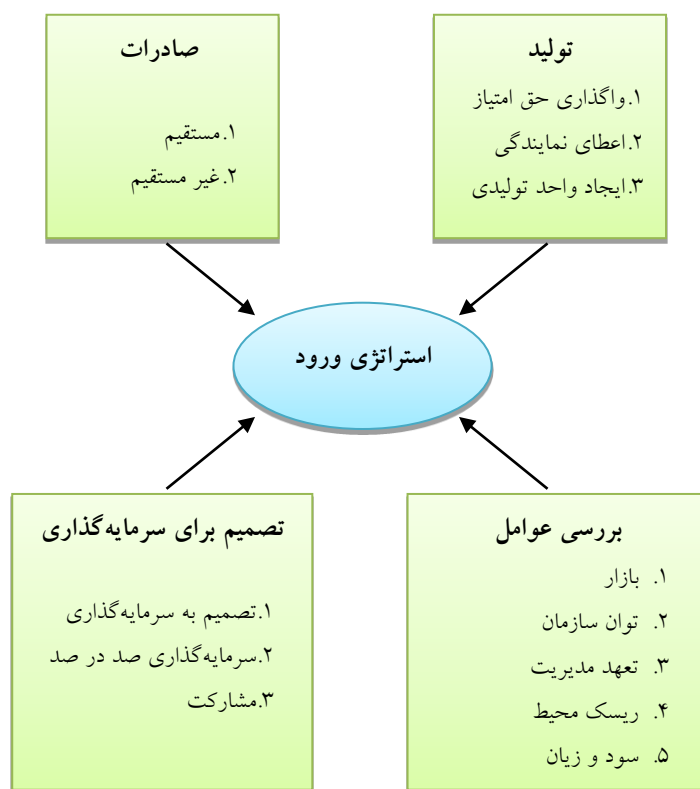 تولید
۱.واگذاری حق امتیاز
۲.اعطای نمایندگی
۳.ایجاد واحد تولیدی
صادرات
۱.مستقیم
۲.غیر مستقیم
استراتژی ورود
بررسی عوامل
۱. بازار
۲. توان سازمان
۳. تعهد مدیریت
۴. ریسک محیط
۵. سود و زیان
تصمیم برای سرمایه‌گذاری
۱.تصمیم به سرمایه‌گذاری
۲.سرمایه‌گذاری صد در صد
۳.مشارکت